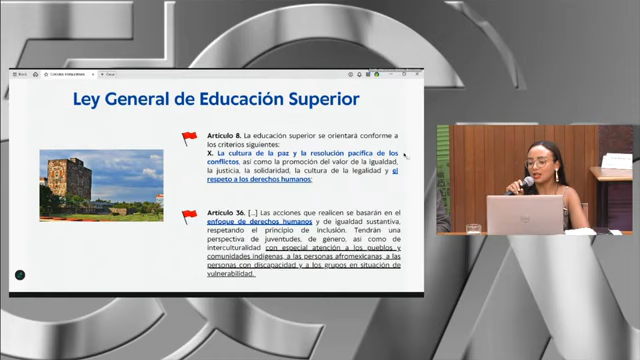 Ley General de Educación Superior
Artículo 8. La educación superior se orientará conforme a
los criterios siguientes:
X. La cultura de la paz y la resolución pacífica de los
conflictos, así como la promoción del valor de la igualdad,
la justicia, la solidaridad, la cultura de la legalidad y el
respeto a los derechos humanos;
Artículo 36. [...] Las acciones que realicen se basarán en el
enfoque de derechos humanos y de igualdad sustantiva,
respetando el principio de inclusión. Tendrán una
perspectiva de juventudes, de género, así como de
interculturalidad con especial atención a los pueblos y
comunidades indígenas, a las personas afromexicanas, a las
personas con discapacidad y a los grupos en situación de
vulnerabilidad.